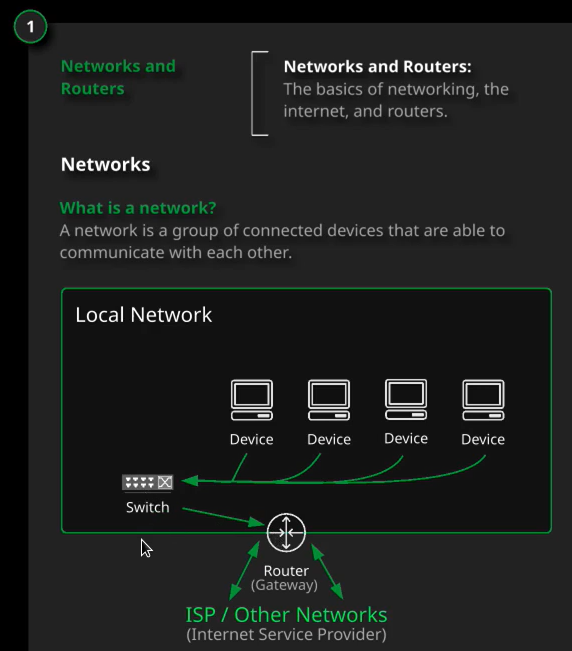 1
Networks and
Routers
Networks and Routers:
The basics of networking, the
internet, and routers.
Networks
What is a network?
A network is a group of connected devices that are able to
communicate with each other.
Local Network
Device Device Device Device
Switch
Router
(Gateway)
ISP / Other Networks
(Internet Service Provider)